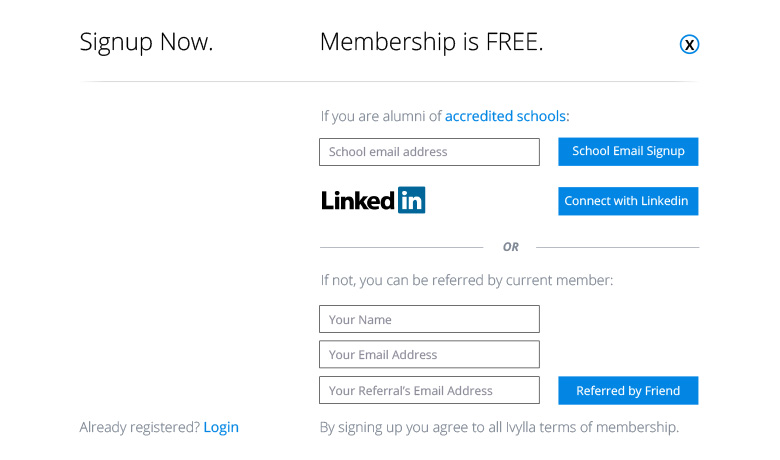 Signup Now.
Membership is FREE.
X
If you are alumni of accredited schools:
School email address
School Email Signup
Linked in
Connect with Linkedin
OR
If not, you can be referred by current member:
Your Name
Your Email Address
Your Referral's Email Address
Referred by Friend
Already registered? Login
By signing up you agree to all Ivylla terms of membership.